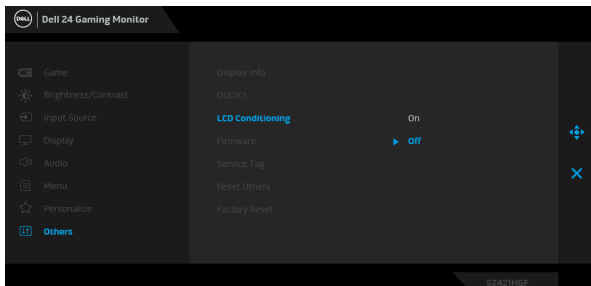 DELL Dell 24 Gaming Monitor
Game
Brightness/Contrast
Input Source
Display
Audio
Menu
Personalize
Others
Display Info
DDC/CI
LCD Conditioning On
Firmware Off
Service Tag
Reset Others
Factory Reset
S2421HGF